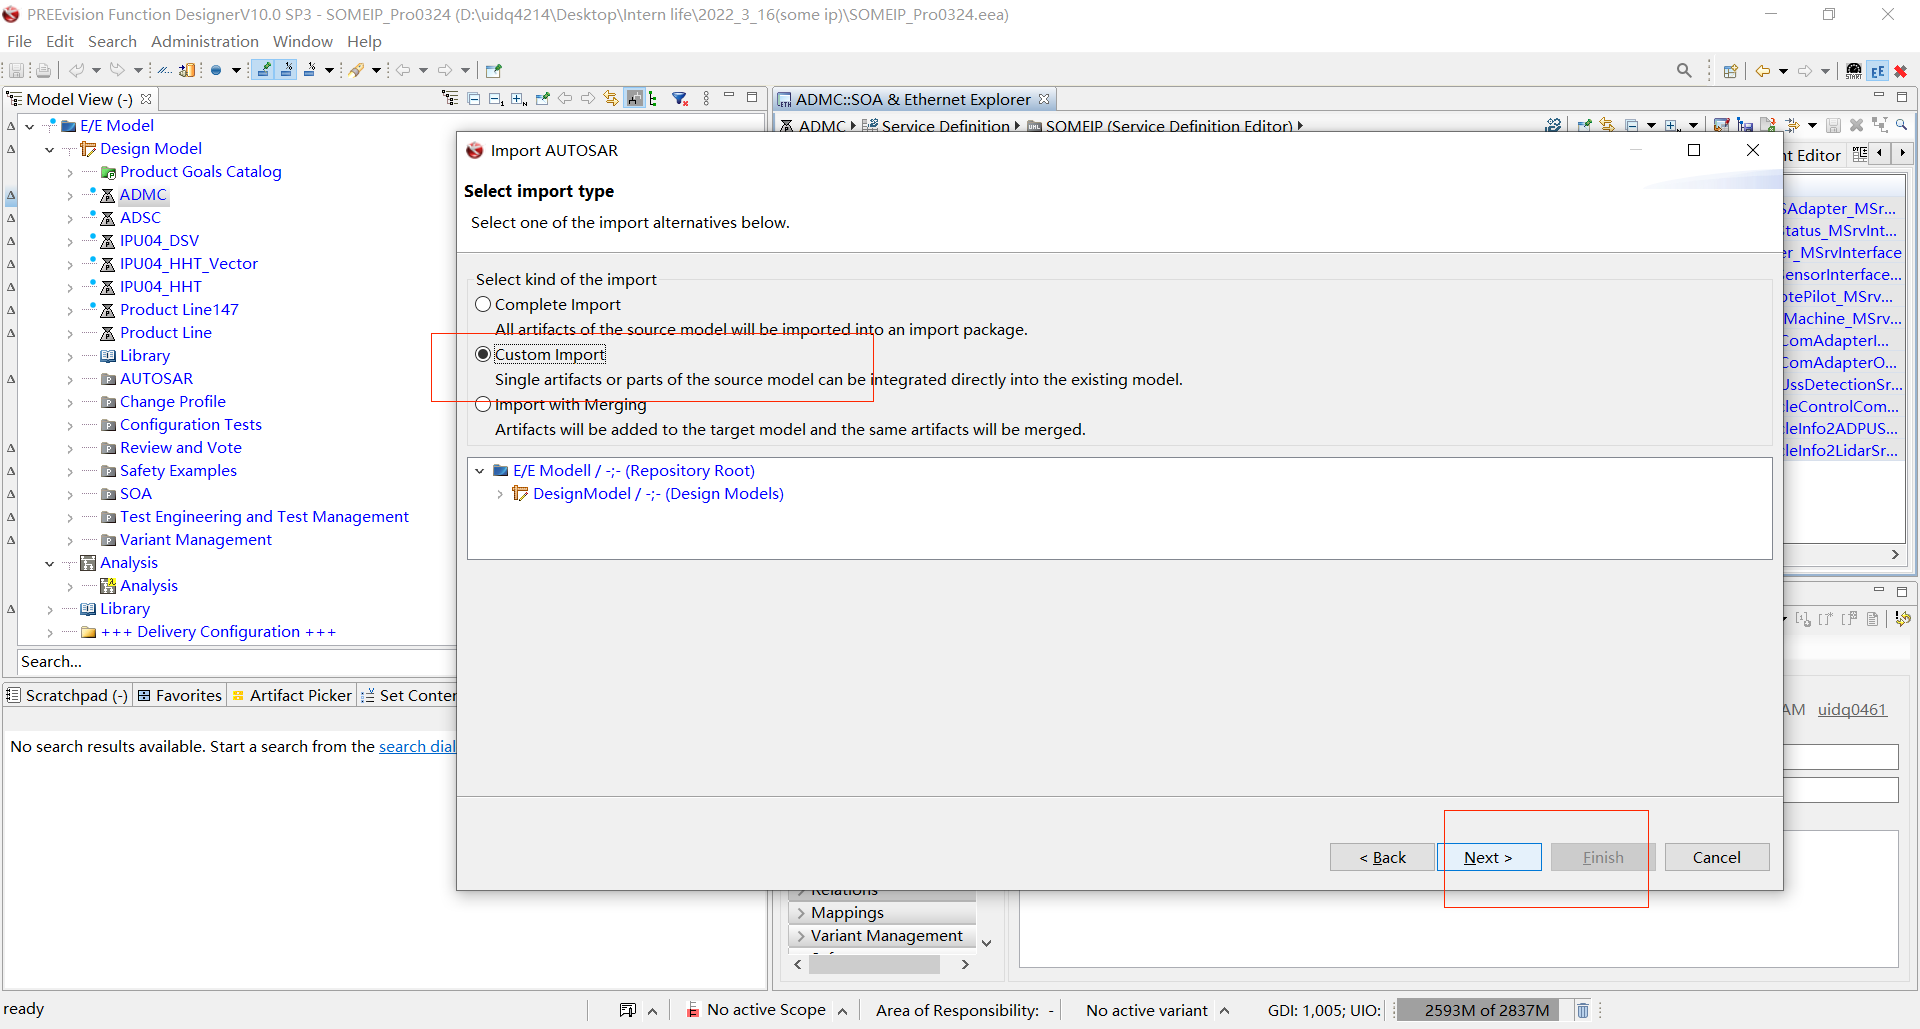 PREEvision Function DesignerV10.0 SP3 - SOMEIP_Pro0324 (D:\uidq4214\Desktop\Intern life\2022_3_16(some ip)\SOMEIP_Pro0324.eea)
File Edit Search Administration Window Help
Model View (-)
E/E Model
Design Model
Product Goals Catalog
ADMC
ADSC
IPU04_DSV
IPU04_HHT_Vector
IPU04_HHT
Product Line147
Product Line
Library
AUTOSAR
Change Profile
Configuration Tests
Review and Vote
Safety Examples
SOA
Test Engineering and Test Management
Variant Management
Analysis
Analysis
Library
+++ Delivery Configuration +++
Search...
Scratchpad (-) Favorites Artifact Picker Set Conter
No search results available. Start a search from the search dial
ADMC::SOA & Ethernet Explorer
ADMC Service Definition SOMEIP (Service Definition Editor)
Import AUTOSAR
Select import type
Select one of the import alternatives below.
Select kind of the import
Complete Import
All artifacts of the source model will be imported into an import package.
Custom Import
Single artifacts or parts of the source model can be integrated directly into the existing model.
Import with Merging
Artifacts will be added to the target model and the same artifacts will be merged.
E/E Modell / -;- (Repository Root)
DesignModel / -;- (Design Models)
< Back Next > Finish Cancel
nt Editor
SAdapter_MSr...
tatus_MSrvInt...
er_MSrvInterface
ensorInterface...
otePilot_MSrv...
Machine_MSrv...
ComAdapterI...
ComAdapterO...
UssDetectionSr...
leControlCom...
leInfo2ADPUS...
leInfo2LidarSr...
AM uidq0461
Relations
Mappings
Variant Management
ready
No active Scope
Area of Responsibility: -
No active variant
GDI: 1,005; UIO:
2593M of 2837M